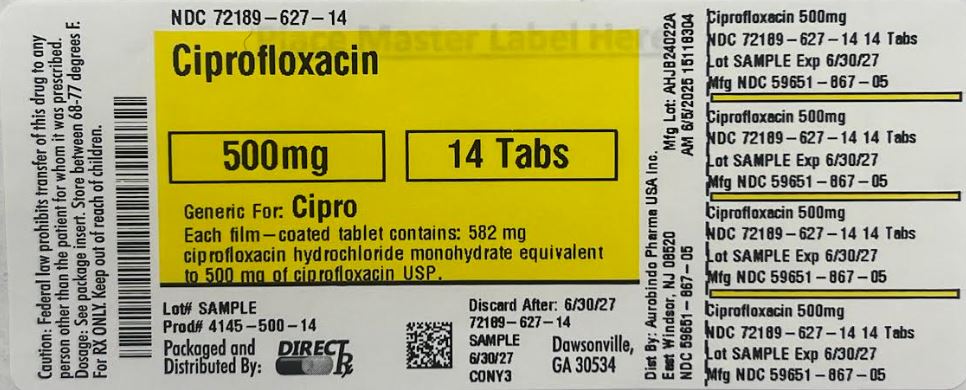 Caution: Federal law prohibits transfer of this drug to any
person other than the patient for whom it was prescribed.
Dosage: See package insert. Store between 68-77 degrees F.
For RX ONLY. Keep out of reach of children.
NDC 72189-627-14
Place Master Label Here
Ciprofloxacin
500mg
14 Tabs
Generic For: Cipro
Each film-coated tablet contains: 582 mg
ciprofloxacin hydrochloride monohydrate equivalent
to 500 mg of ciprofloxacin USP.
Lot# SAMPLE
Prod# 4145-500-14
Packaged and
Distributed By:
DIRECT Rx
Discard After: 6/30/27
72189-627-14
SAMPLE
6/30/27
CONY3
Dawsonville,
GA 30534
Dist By: Aurobindo Pharma USA Inc.
East Windsor, NJ 08520
NDC 59651-867-05
Mfg Lot: AHJB24022A
AM 6/5/2025 15118304
Ciprofloxacin 500mg
NDC 72189-627-14 14 Tabs
Lot SAMPLE Exp 6/30/27
Mfg NDC 59651-867-05
Ciprofloxacin 500mg
NDC 72189-627-14 14 Tabs
Lot SAMPLE Exp 6/30/27
Mfg NDC 59651-867-05
Ciprofloxacin 500mg
NDC 72189-627-14 14 Tabs
Lot SAMPLE Exp 6/30/27
Mfg NDC 59651-867-05
Ciprofloxacin 500mg
NDC 72189-627-14 14 Tabs
Lot SAMPLE Exp 6/30/27
Mfg NDC 59651-867-05